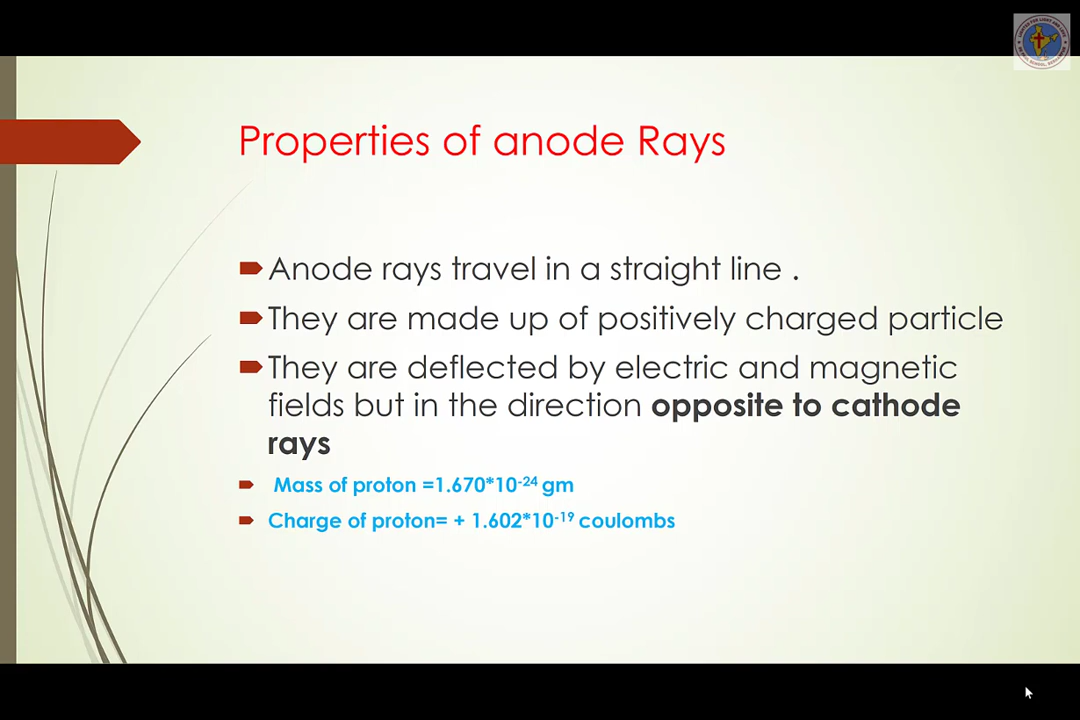 Properties of anode Rays
Anode rays travel in a straight line .
They are made up of positively charged particle
They are deflected by electric and magnetic
fields but in the direction opposite to cathode
rays
Mass of proton =1.670*10⁻²⁴ gm
Charge of proton= + 1.602*10⁻¹⁹ coulombs